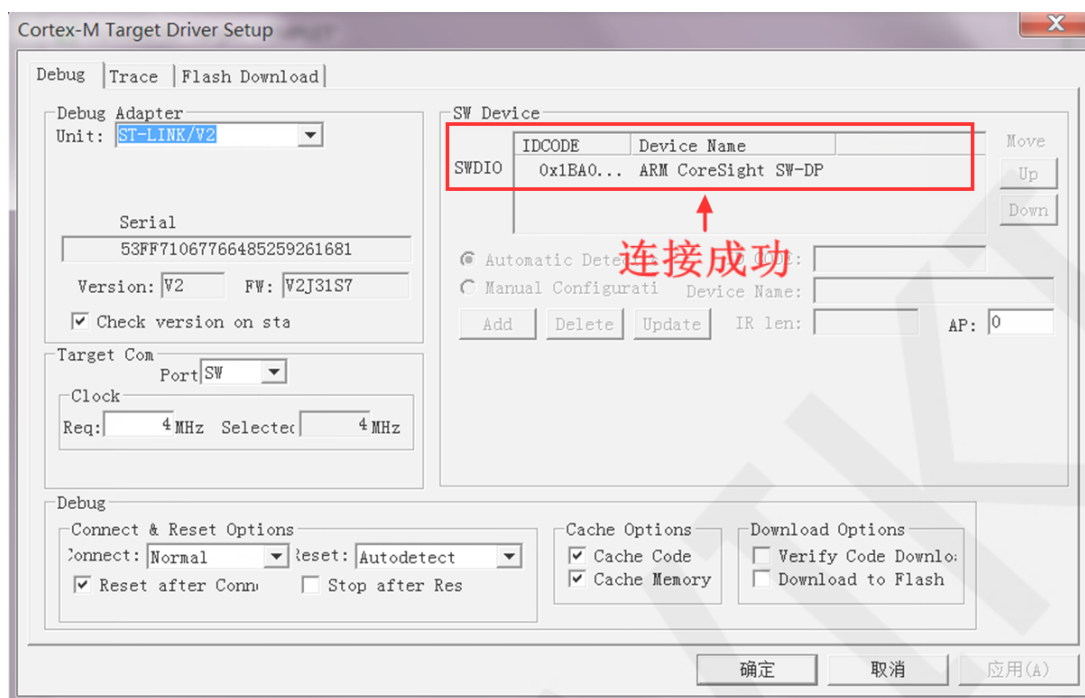 Cortex-M Target Driver Setup
Debug Trace Flash Download
Debug Adapter
Unit: ST-LINK/V2
Serial
53FF71067766485259261681
Version: V2 FW: V2J31S7
Check version on sta
Target Com
Port SW
Clock
Req: 4 MHz Selected 4 MHz
SW Device
IDCODE Device Name
SWDIO 0x1BA0... ARM CoreSight SW-DP
Move
Up
Down
连接成功
Automatic Dete CODE:
Manual Configurati Device Name:
Add Delete Update IR len: AP: 0
Debug
Connect & Reset Options
Connect: Normal Reset: Autodetect
Reset after Conn
Stop after Res
Cache Options
Cache Code
Cache Memory
Download Options
Verify Code Downlo
Download to Flash
确定 取消 应用(A)